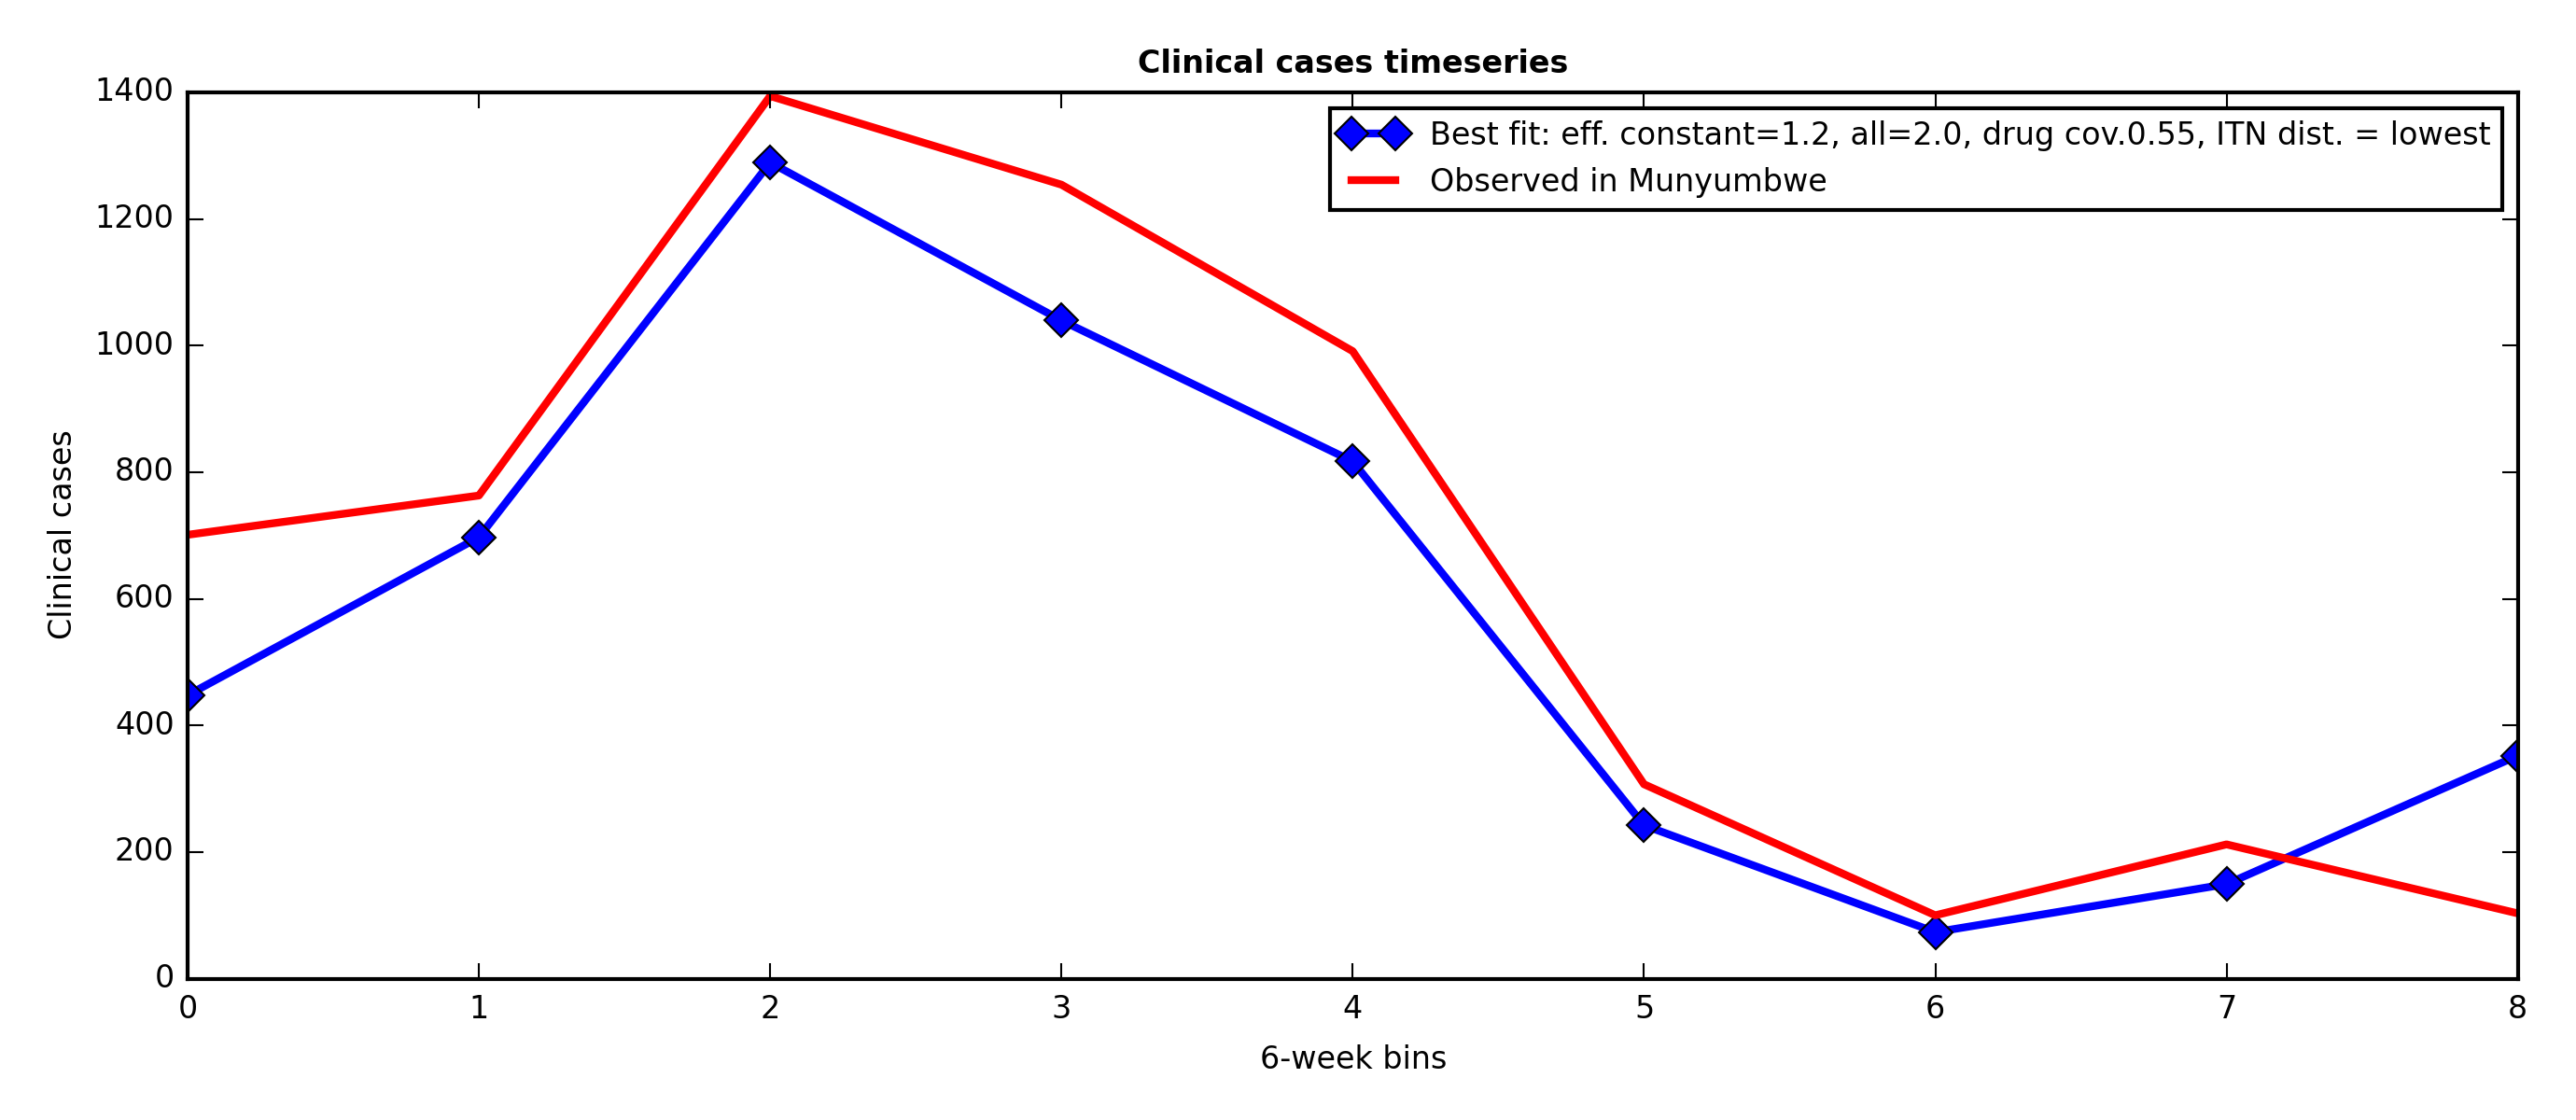 Clinical cases timeseries
1400
1200
1000
800
600
400
200
0
Clinical cases
Best fit: eff. constant=1.2, all=2.0, drug cov.0.55, ITN dist. = lowest
Observed in Munyumbwe
0 1 2 3 4 5 6 7 8
6-week bins